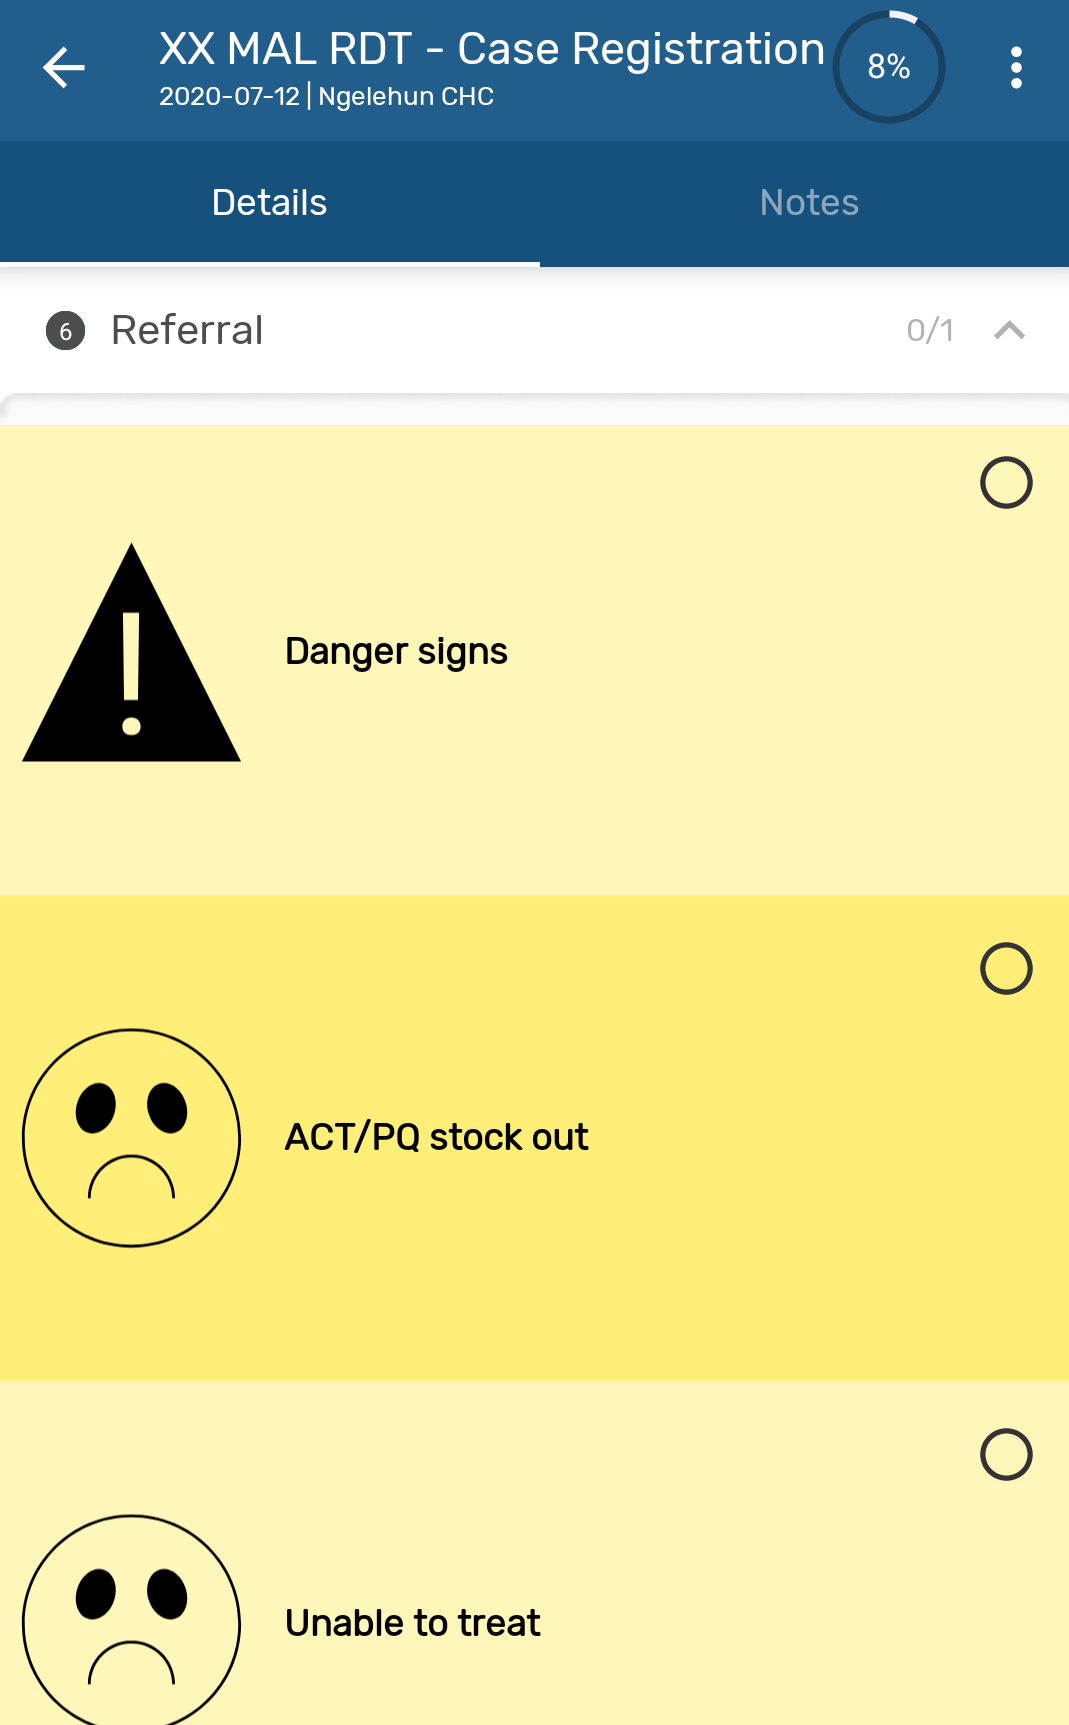 XX MAL RDT - Case Registration
8%
2020-07-12 | Ngelehun CHC
Details
Notes
6
Referral
0/1
!
Danger signs
ACT/PQ stock out
Unable to treat